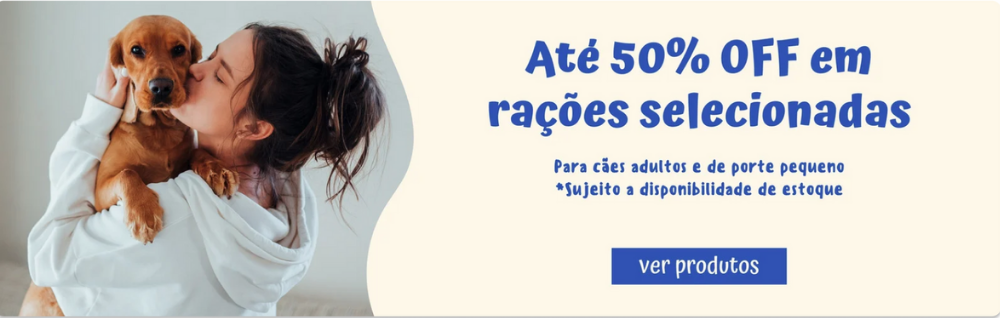 Até 50% OFF em
rações selecionadas
Para cães adultos e de porte pequeno
*Sujeito a disponibilidade de estoque
ver produtos